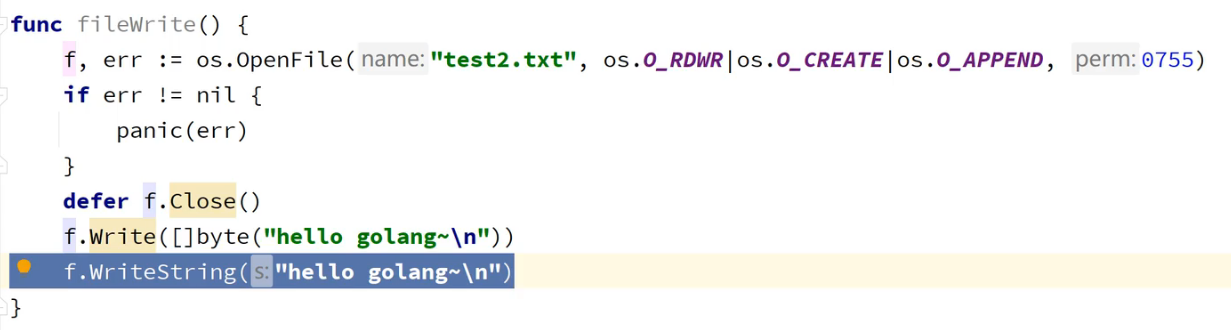 func fileWrite() {
    f, err := os.OpenFile( name: "test2.txt", os.O_RDWR|os.O_CREATE|os.O_APPEND, perm: 0755)
    if err != nil {
        panic(err)
    }
    defer f.Close()
    f.Write([]byte("hello golang~\n"))
    f.WriteString( s: "hello golang~\n")
}